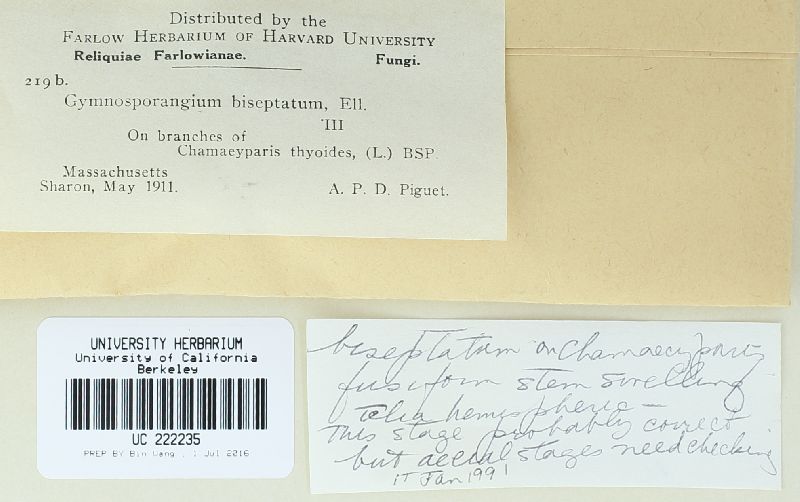 Distributed by the
FARLOW HERBARIUM OF HARVARD UNIVERSITY
Reliquiae Farlowianae. Fungi.
219 b.
Gymnosporangium biseptatum, Ell.
III
On branches of
Chamaeyparis thyoides, (L.) BSP.
Massachusetts
Sharon, May 1911. A. P. D. Piguet.
UNIVERSITY HERBARIUM
University of California
Berkeley
UC 222235
PREP BY Bin Wang , 1 Jul 2016
biseptatum on Chamaecyparis
fusiform stem swelling
telia hemispheric –
This stage probably correct
but aecial stages need checking
17 Jan 1991